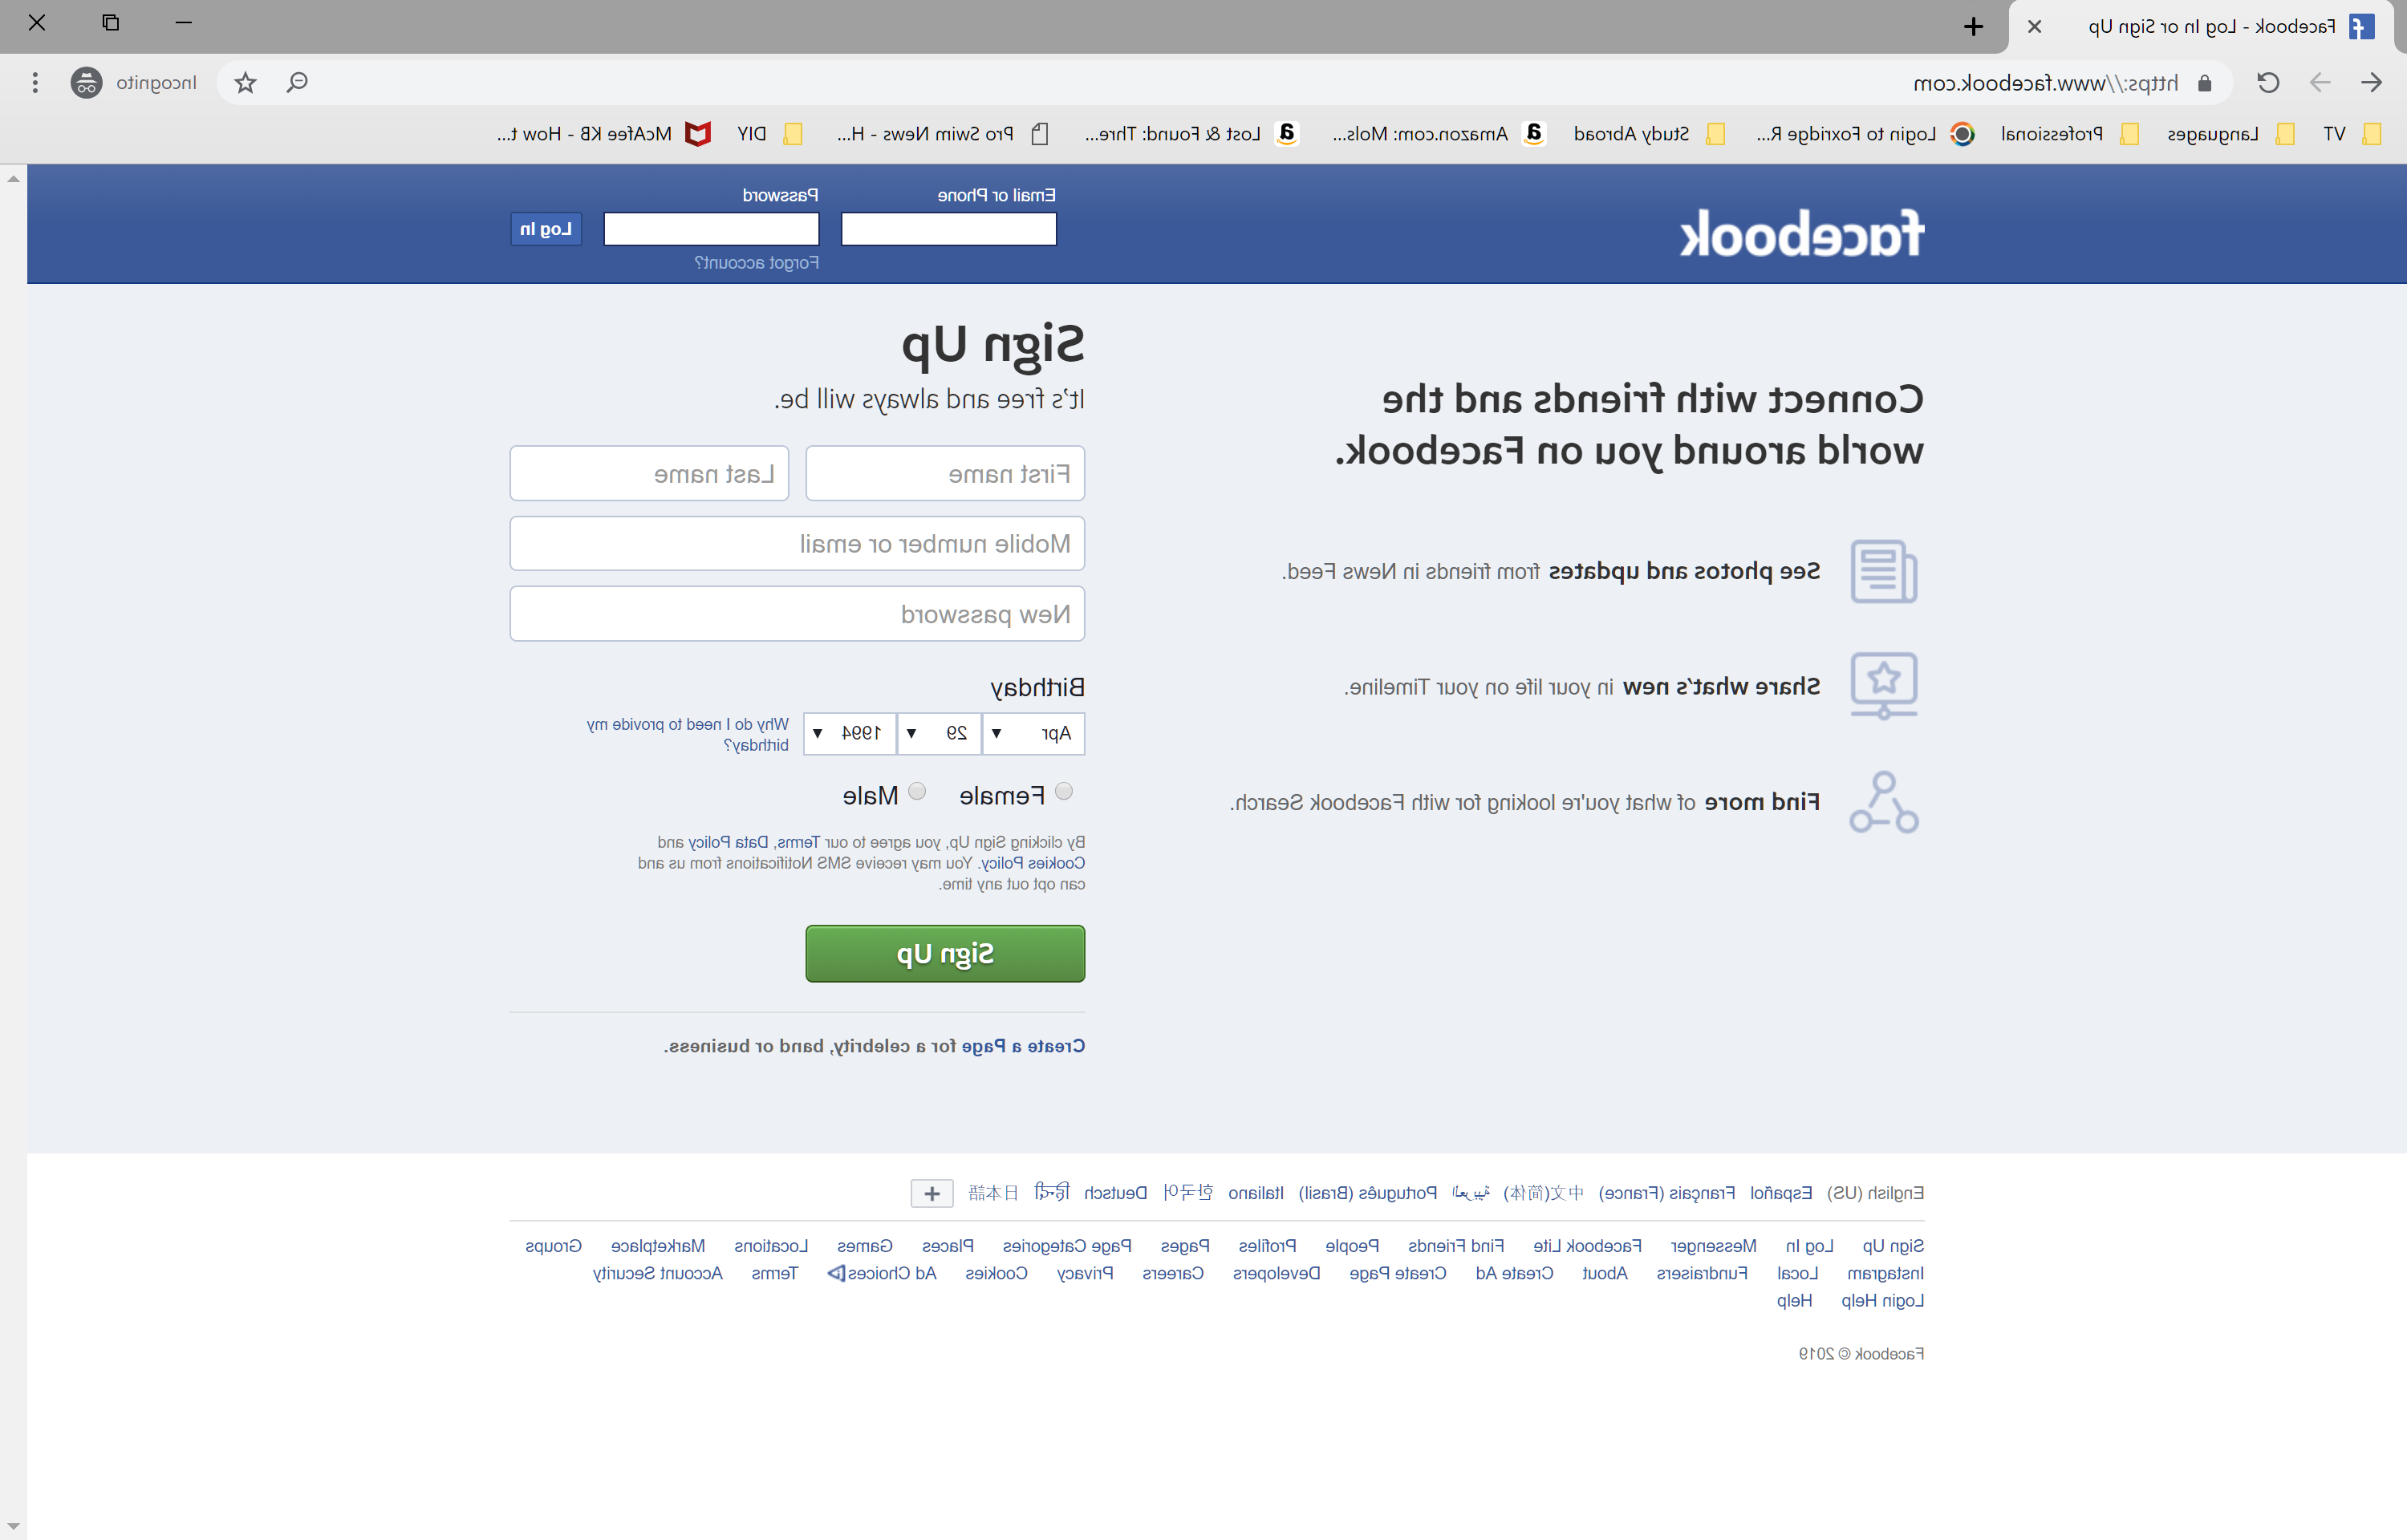 Facebook - Log In or Sign Up
https://www.facebook.com
Incognito
VT Languages Professional Login to Foxridge R... Study Abroad Amazon.com: Mols... Lost & Found: Thre... Pro Swim News - H... DIY McAfee KB - How t...
facebook
Email or Phone
Password
Log In
Forgot account?
Connect with friends and the
world around you on Facebook.
See photos and updates from friends in News Feed.
Share what's new in your life on your Timeline.
Find more of what you're looking for with Facebook Search.
Sign Up
It's free and always will be.
First name Last name
Mobile number or email
New password
Birthday
Apr 29 1994
Why do I need to provide my
birthday?
Female Male
By clicking Sign Up, you agree to our Terms, Data Policy and
Cookies Policy. You may receive SMS Notifications from us and
can opt out any time.
Sign Up
Create a Page for a celebrity, band or business.
English (US) Español Français (France) 中文(简体) العربية Português (Brasil) Italiano 한국어 Deutsch हिन्दी 日本語
Sign Up Log In Messenger Facebook Lite Find Friends People Profiles Pages Page Categories Places Games Locations Marketplace Groups
Instagram Local Fundraisers About Create Ad Create Page Developers Careers Privacy Cookies Ad Choices Terms Account Security
Login Help Help
Facebook © 2019